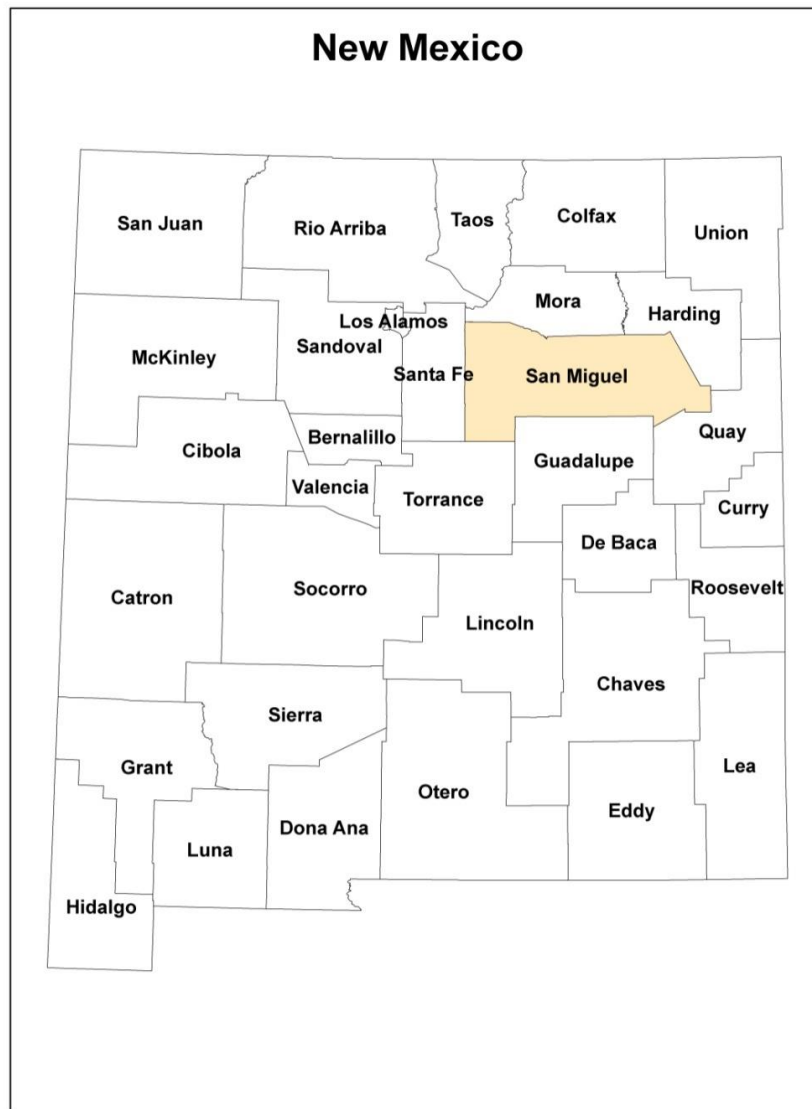 New Mexico
San Juan
Rio Arriba
Taos
Colfax
Union
Mora
Harding
Los Alamos
Sandoval
McKinley
Santa Fe
San Miguel
Bernalillo
Cibola
Quay
Guadalupe
Valencia
Torrance
Curry
De Baca
Roosevelt
Catron
Socorro
Lincoln
Chaves
Sierra
Grant
Lea
Otero
Eddy
Dona Ana
Luna
Hidalgo